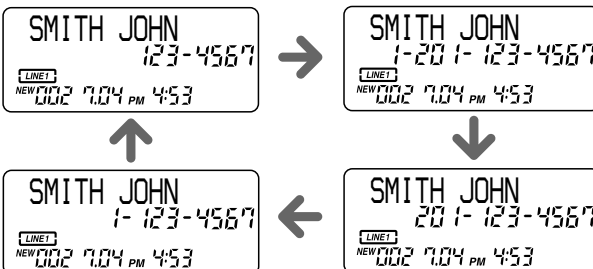 SMITH JOHN
123-4567
LINE1
NEW 002 7.04 PM 4:53
SMITH JOHN
1-201-123-4567
LINE1
NEW 002 7.04 PM 4:53
SMITH JOHN
1-123-4567
LINE1
NEW 002 7.04 PM 4:53
SMITH JOHN
201-123-4567
LINE1
NEW 002 7.04 PM 4:53